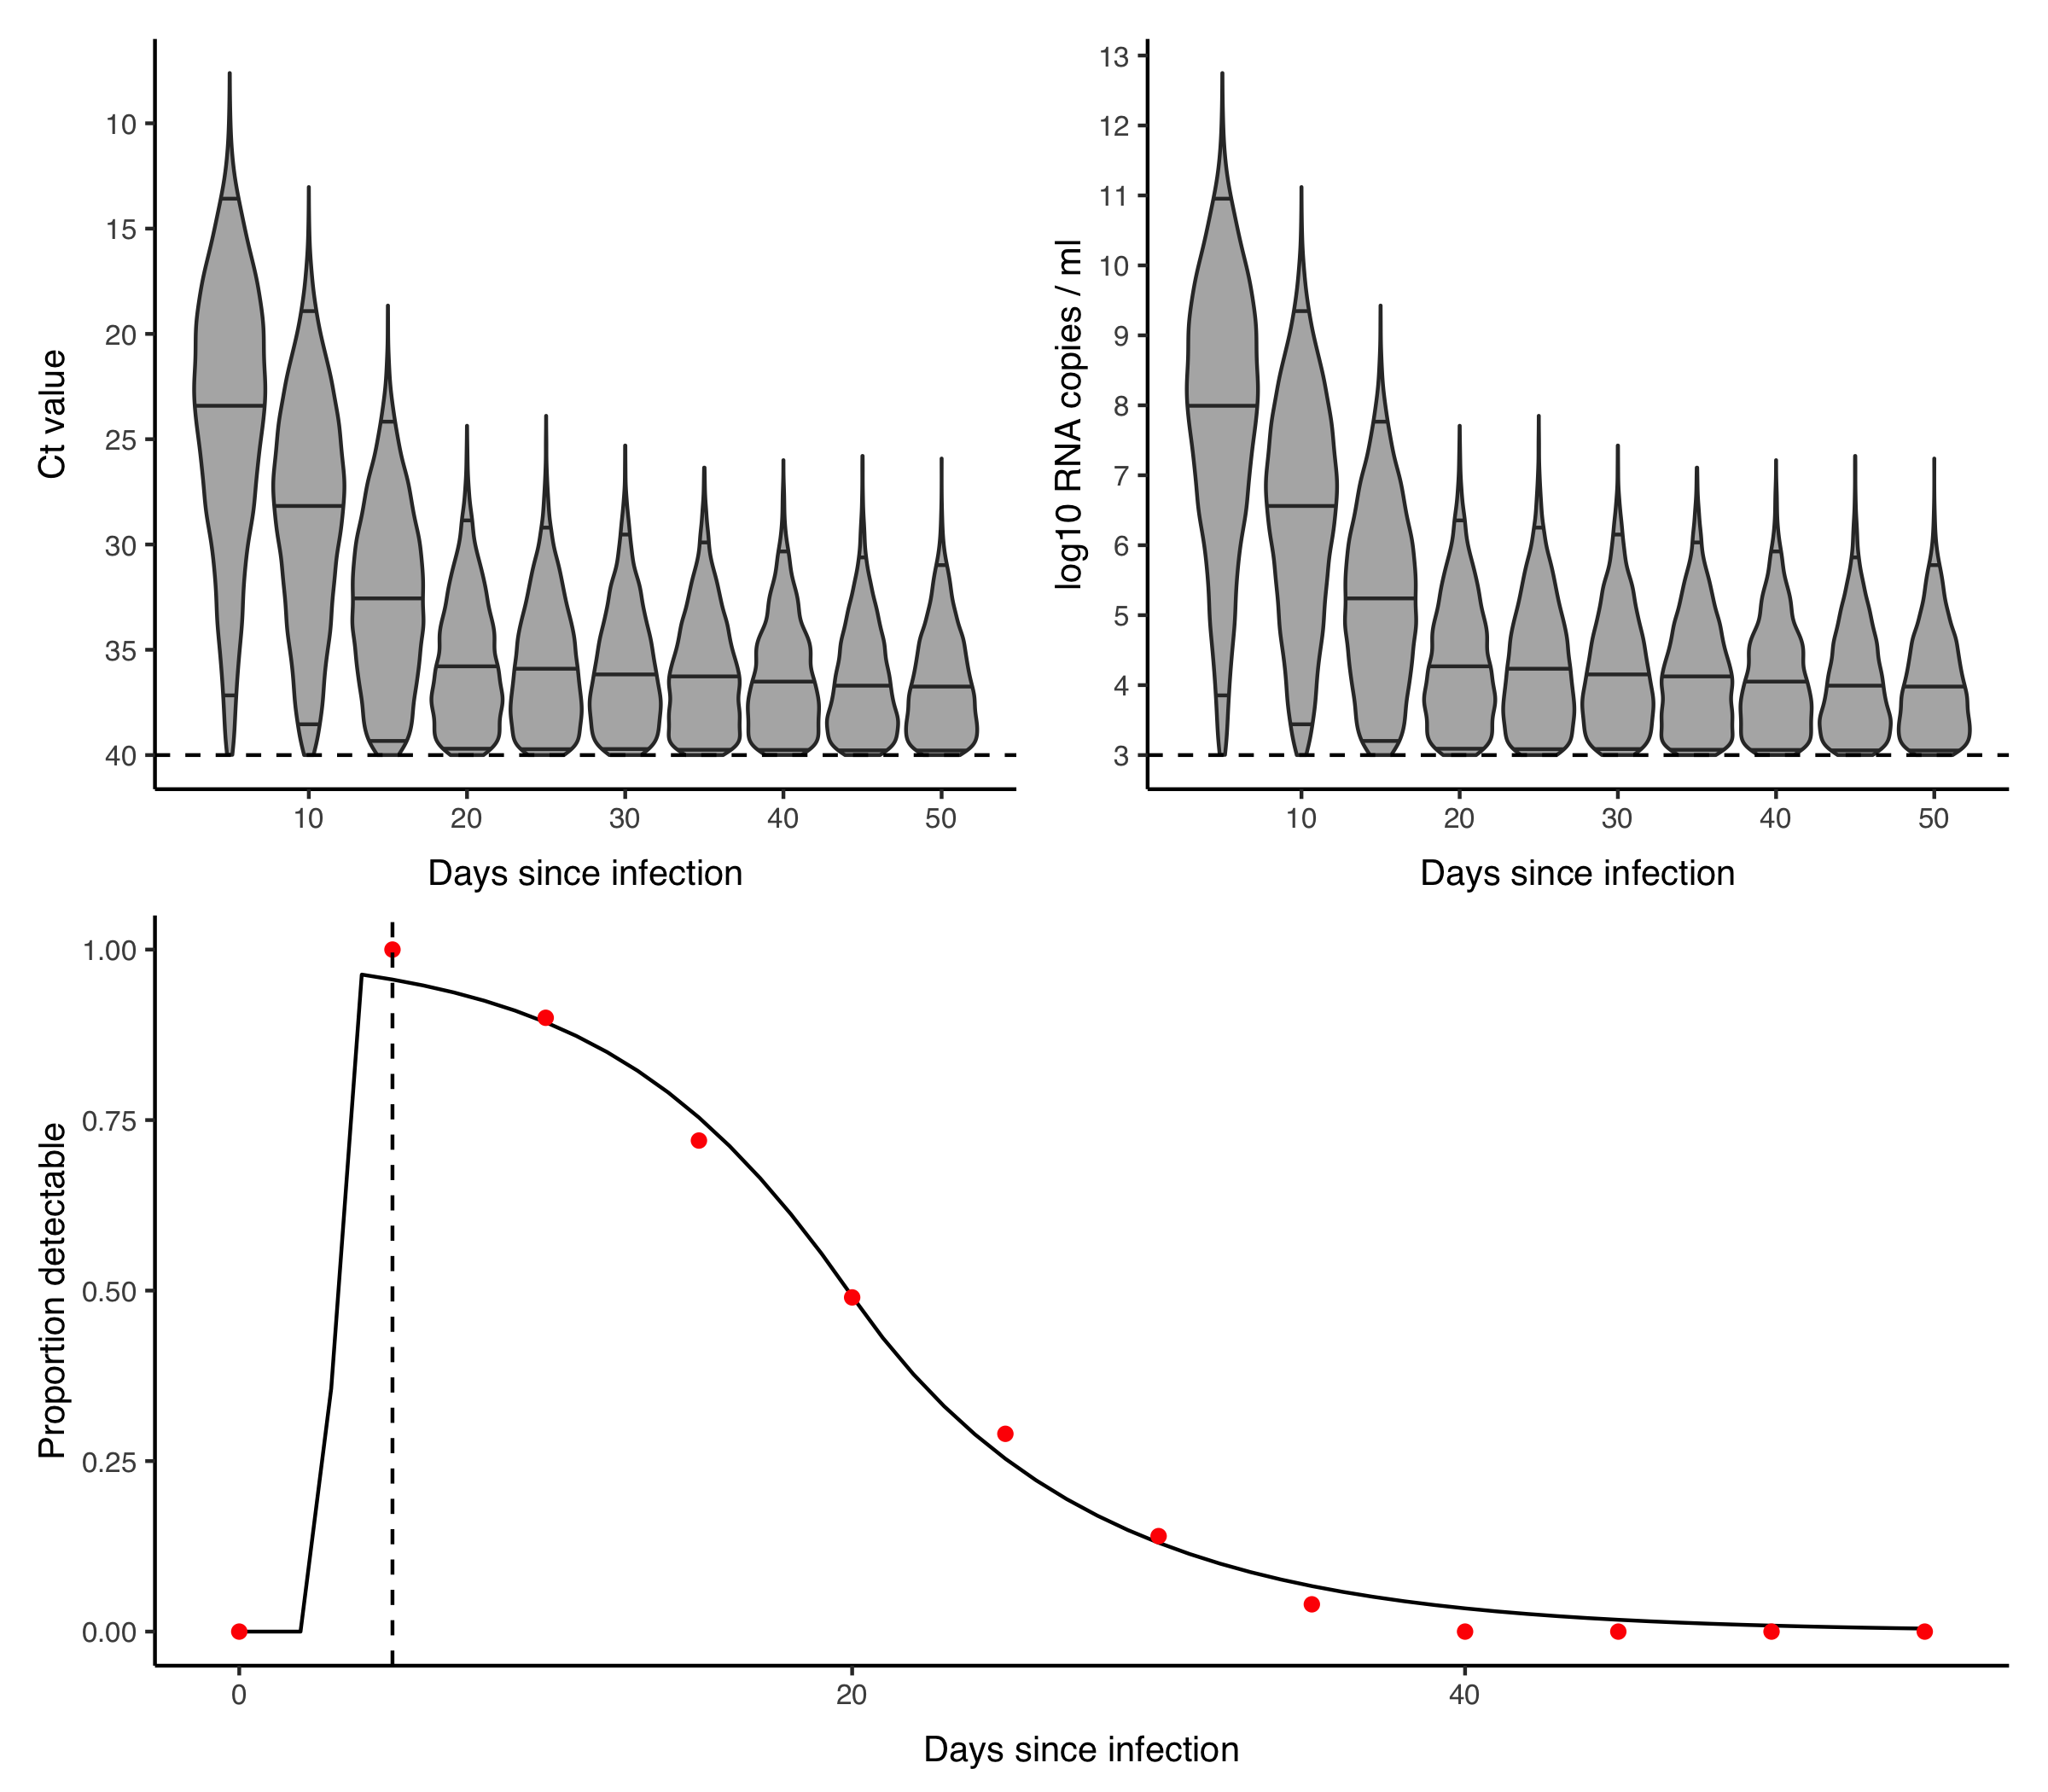 Ct value
10
15
20
25
30
35
40
10 20 30 40 50
Days since infection
log10 RNA copies / ml
13
12
11
10
9
8
7
6
5
4
3
10 20 30 40 50
Days since infection
Proportion detectable
1.00
0.75
0.50
0.25
0.00
0 20 40
Days since infection